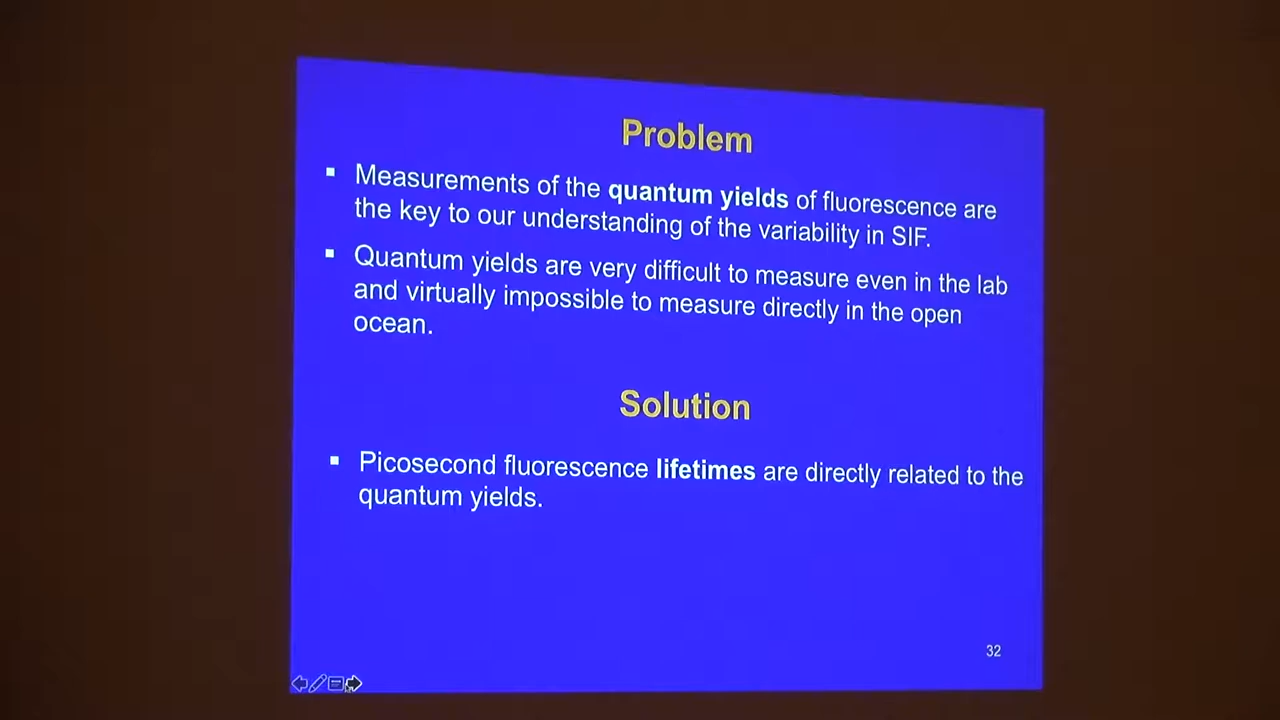 Problem
▪ Measurements of the quantum yields of fluorescence are
the key to our understanding of the variability in SIF.
▪ Quantum yields are very difficult to measure even in the lab
and virtually impossible to measure directly in the open
ocean.
Solution
▪ Picosecond fluorescence lifetimes are directly related to the
quantum yields.
32